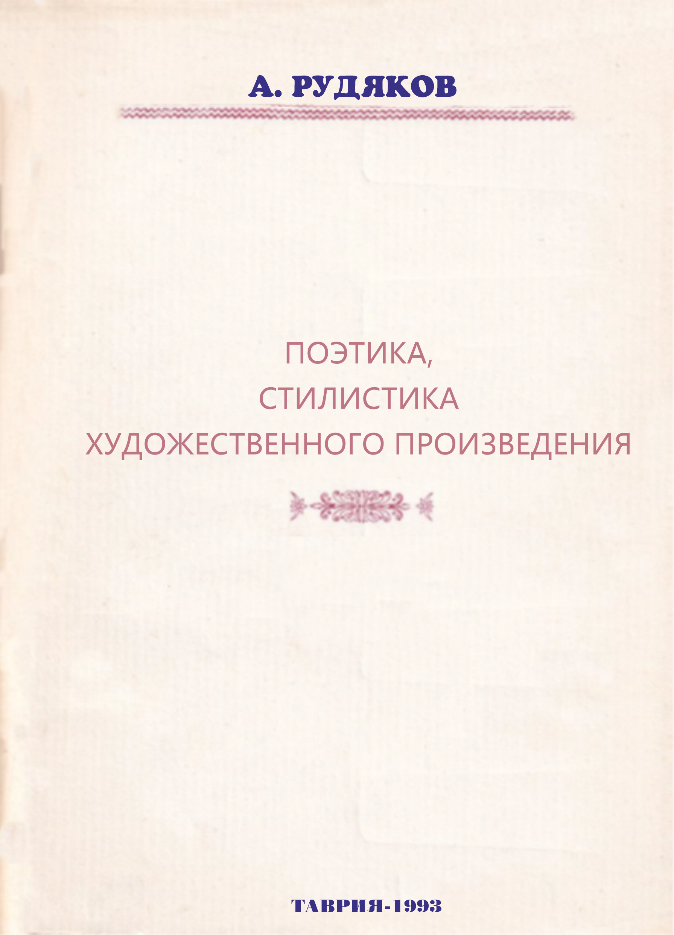 А. РУДЯКОВ
ПОЭТИКА,
СТИЛИСТИКА
ХУДОЖЕСТВЕННОГО ПРОИЗВЕДЕНИЯ
ТАВРИЯ-1993